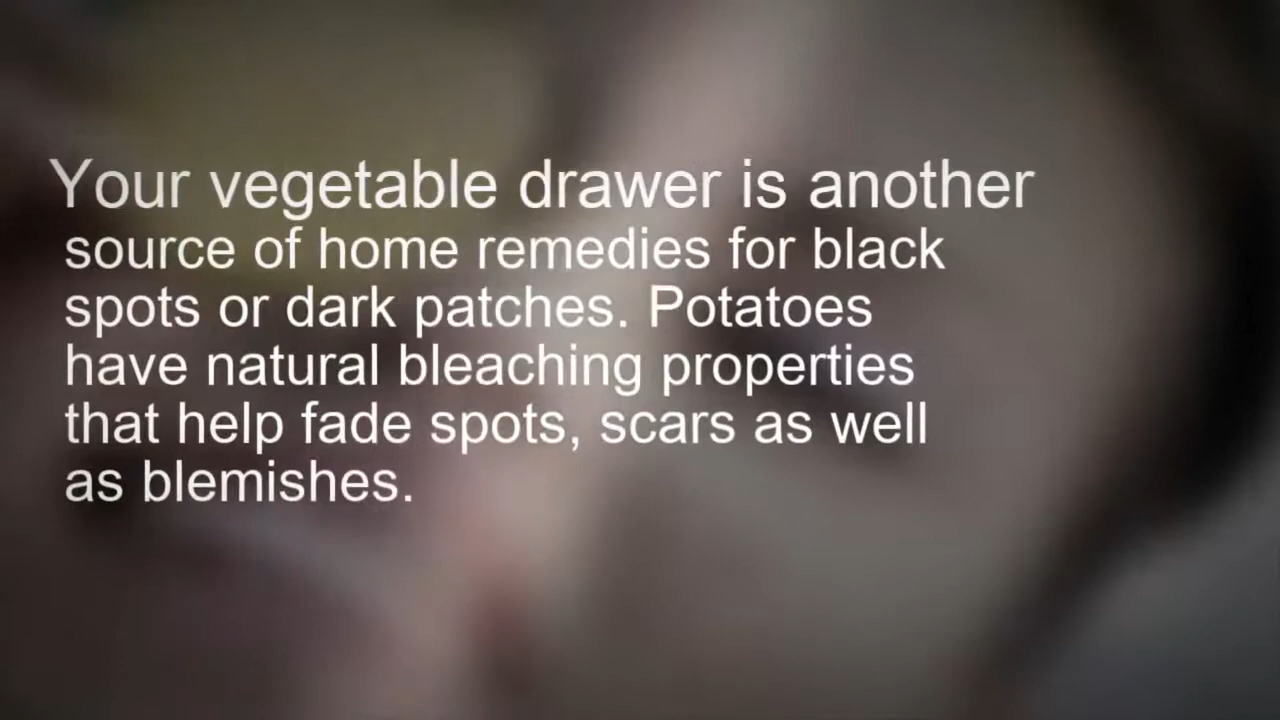 Your vegetable drawer is another
source of home remedies for black
spots or dark patches. Potatoes
have natural bleaching properties
that help fade spots, scars as well
as blemishes.